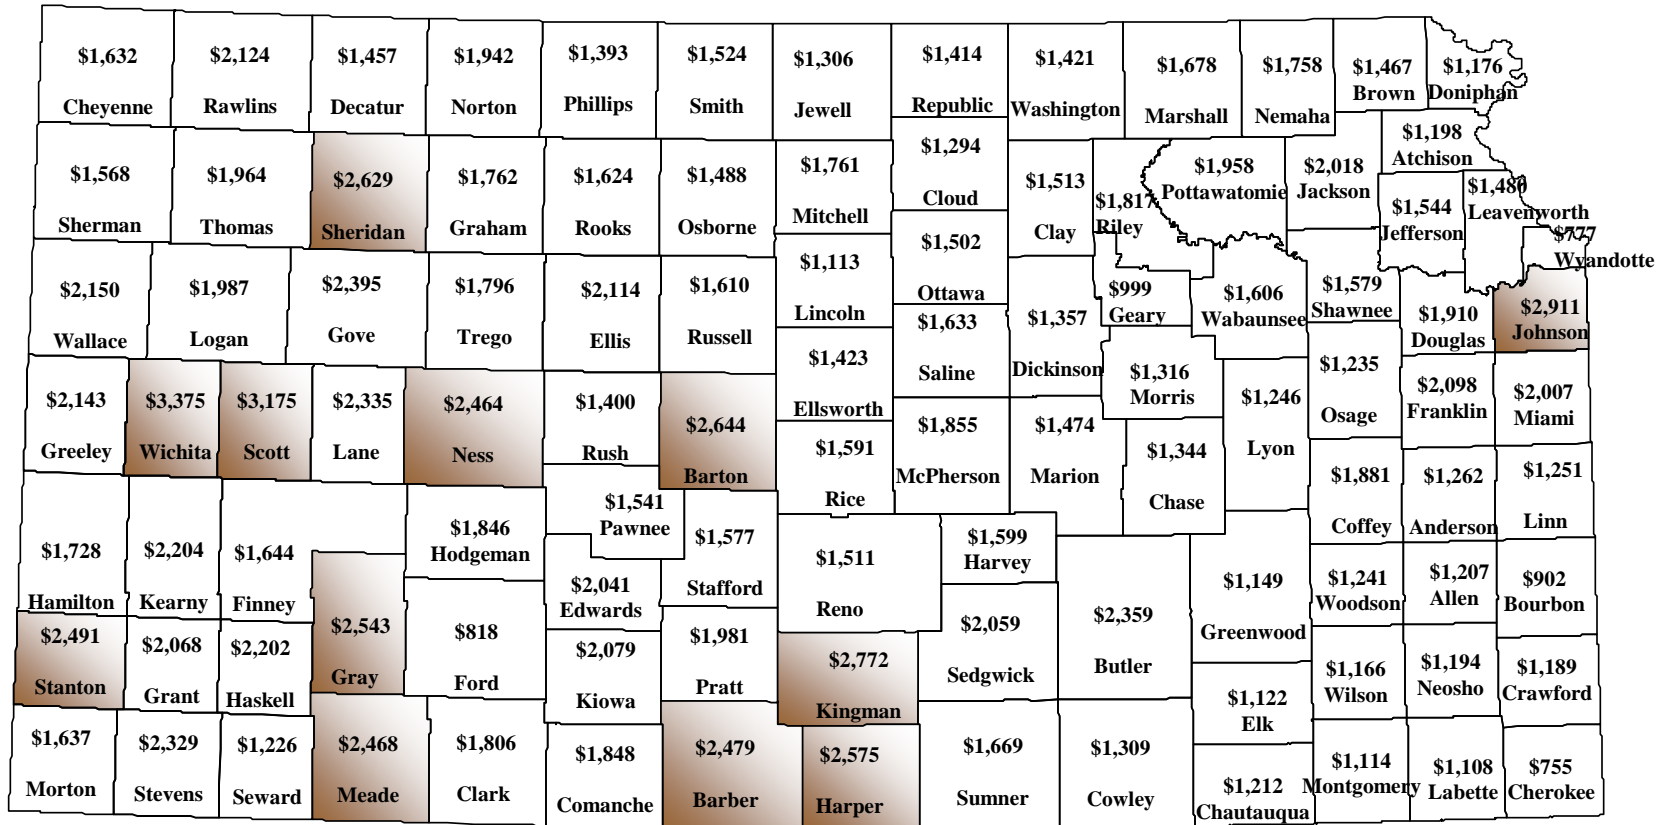 $1,632
Cheyenne
$2,124
Rawlins
$1,457
Decatur
$1,942
Norton
$1,393
Phillips
$1,524
Smith
$1,306
Jewell
$1,414
Republic
$1,421
Washington
$1,678
Marshall
$1,758
Nemaha
$1,467
Brown
$1,176
Doniphan
$1,568
Sherman
$1,964
Thomas
$2,629
Sheridan
$1,762
Graham
$1,624
Rooks
$1,488
Osborne
$1,761
Mitchell
$1,294
Cloud
$1,513
Clay
$1,817
Riley
$1,958
Pottawatomie
$2,018
Jackson
$1,198
Atchison
$1,544
Jefferson
$1,480
Leavenworth
$777
Wyandotte
$2,150
Wallace
$1,987
Logan
$2,395
Gove
$1,796
Trego
$2,114
Ellis
$1,610
Russell
$1,113
Lincoln
$1,502
Ottawa
$1,633
Saline
$1,357
Dickinson
$999
Geary
$1,606
Wabaunsee
$1,579
Shawnee
$1,910
Douglas
$2,911
Johnson
$2,143
Greeley
$3,375
Wichita
$3,175
Scott
$2,335
Lane
$2,464
Ness
$1,400
Rush
$2,644
Barton
$1,423
Ellsworth
$1,591
Rice
$1,855
McPherson
$1,474
Marion
$1,316
Morris
$1,344
Chase
$1,246
Lyon
$1,235
Osage
$2,098
Franklin
$2,007
Miami
$1,881
Coffey
$1,262
Anderson
$1,251
Linn
$1,728
Hamilton
$2,204
Kearny
$1,644
Finney
$1,846
Hodgeman
$1,541
Pawnee
$1,577
Stafford
$2,041
Edwards
$1,511
Reno
$1,599
Harvey
$2,359
Butler
$1,149
Greenwood
$1,241
Woodson
$1,207
Allen
$902
Bourbon
$2,491
Stanton
$2,068
Grant
$2,202
Haskell
$2,543
Gray
$818
Ford
$2,079
Kiowa
$1,981
Pratt
$2,772
Kingman
$2,059
Sedgwick
$1,122
Elk
$1,166
Wilson
$1,194
Neosho
$1,189
Crawford
$1,637
Morton
$2,329
Stevens
$1,226
Seward
$2,468
Meade
$1,806
Clark
$1,848
Comanche
$2,479
Barber
$2,575
Harper
$1,669
Sumner
$1,309
Cowley
$1,212
Chautauqua
$1,114
Montgomery
$1,108
Labette
$755
Cherokee